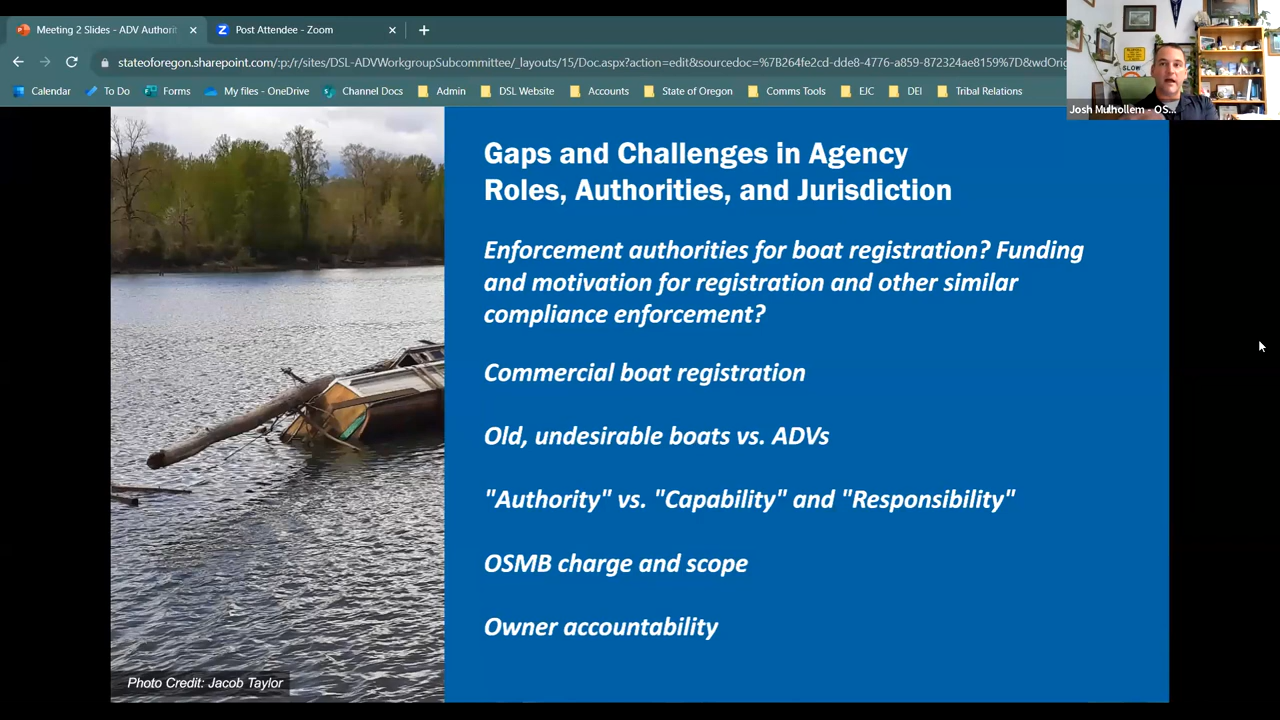 Meeting 2 Slides - ADV Authorit
Post Attendee - Zoom
stateoforegon.sharepoint.com/:p:/r/sites/DSL-ADVWorkgroupSubcommittee/_layouts/15/Doc.aspx?action=edit&sourcedoc=%7B264fe2cd-dde8-4776-a859-872324ae8159%7D&wdOrig
Calendar
To Do
Forms
My files - OneDrive
Channel Docs
Admin
DSL Website
Accounts
State of Oregon
Comms Tools
EJC
DEI
Tribal Relations
SLOW
Josh Mulhollem - OS...
Gaps and Challenges in Agency
Roles, Authorities, and Jurisdiction
Enforcement authorities for boat registration? Funding
and motivation for registration and other similar
compliance enforcement?
Commercial boat registration
Old, undesirable boats vs. ADVs
"Authority" vs. "Capability" and "Responsibility"
OSMB charge and scope
Owner accountability
Photo Credit: Jacob Taylor